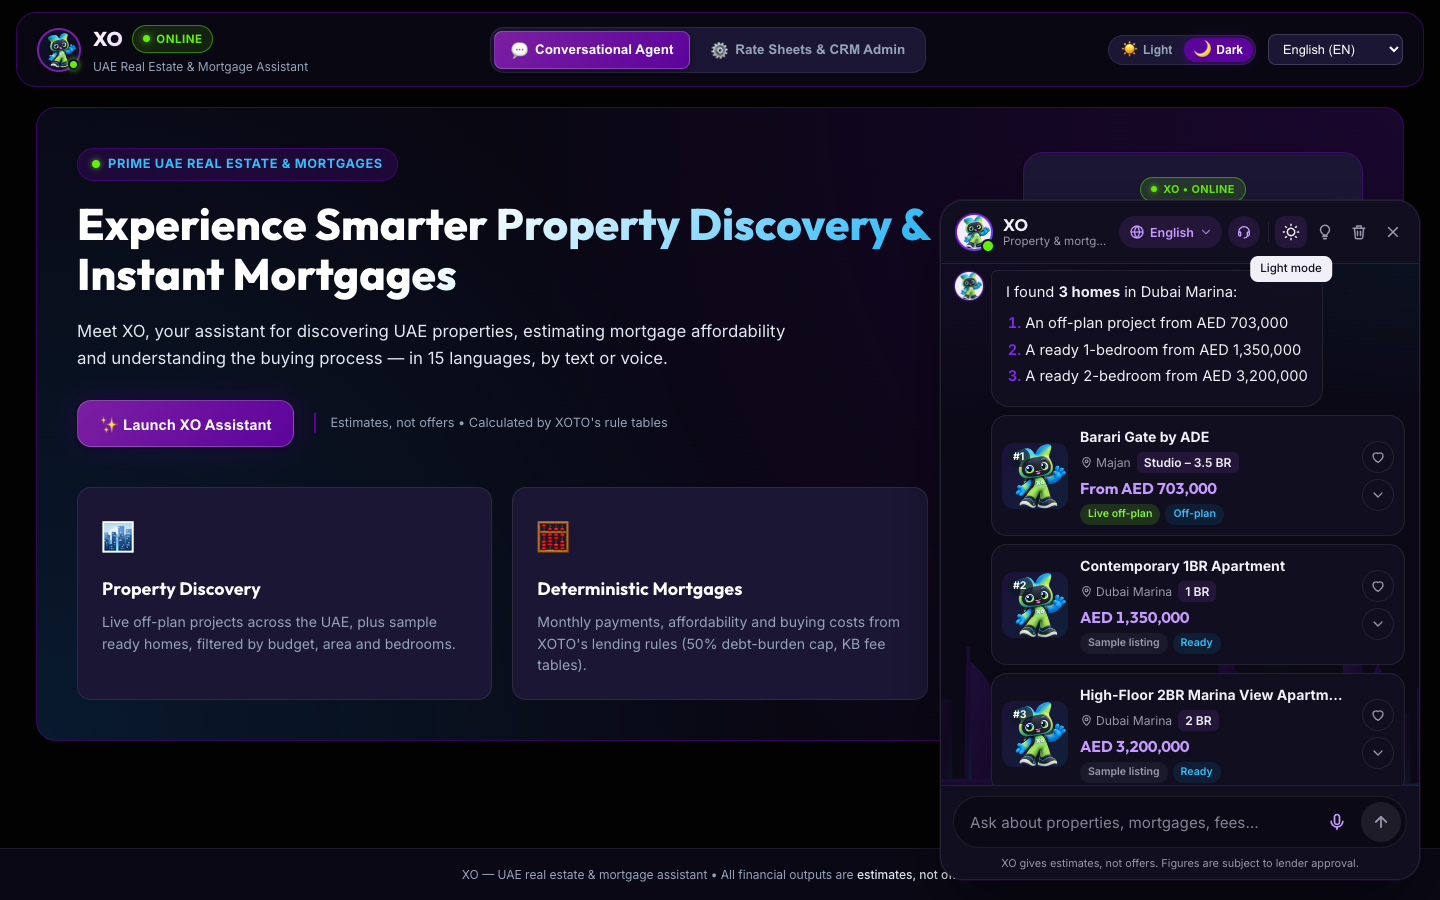 XO
ONLINE
UAE Real Estate & Mortgage Assistant
Conversational Agent
Rate Sheets & CRM Admin
Light
Dark
English (EN)
PRIME UAE REAL ESTATE & MORTGAGES
Experience Smarter Property Discovery &
Instant Mortgages
Meet XO, your assistant for discovering UAE properties, estimating mortgage affordability
and understanding the buying process — in 15 languages, by text or voice.
Launch XO Assistant
Estimates, not offers • Calculated by XOTO's rule tables
Property Discovery
Live off-plan projects across the UAE, plus sample
ready homes, filtered by budget, area and bedrooms.
Deterministic Mortgages
Monthly payments, affordability and buying costs from
XOTO's lending rules (50% debt-burden cap, KB fee
tables).
XO • ONLINE
XO
Property & mortg...
English
Light mode
I found 3 homes in Dubai Marina:
1. An off-plan project from AED 703,000
2. A ready 1-bedroom from AED 1,350,000
3. A ready 2-bedroom from AED 3,200,000
#1
Barari Gate by ADE
Majan
Studio – 3.5 BR
From AED 703,000
Live off-plan
Off-plan
#2
Contemporary 1BR Apartment
Dubai Marina
1 BR
AED 1,350,000
Sample listing
Ready
#3
High-Floor 2BR Marina View Apartm...
Dubai Marina
2 BR
AED 3,200,000
Sample listing
Ready
Ask about properties, mortgages, fees...
XO gives estimates, not offers. Figures are subject to lender approval.
XO — UAE real estate & mortgage assistant • All financial outputs are estimates, not